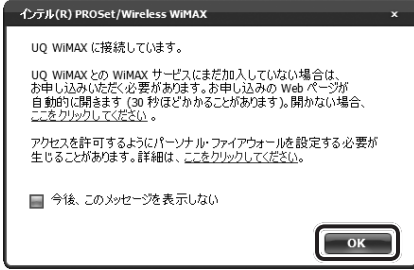 インテル(R) PROSet/Wireless WiMAX
x
UQ WiMAX に接続しています。
UQ WiMAX との WiMAX サービスにまだ加入していない場合は、
お申し込みいただく必要があります。お申し込みの Web ページが
自動的に開きます (30 秒ほどかかることがあります)。開かない場合、
ここをクリックしてください 。
アクセスを許可するようにパーソナル・ファイアウォールを設定する必要が
生じることがあります。詳細は、ここをクリックしてください。
今後、このメッセージを表示しない
OK